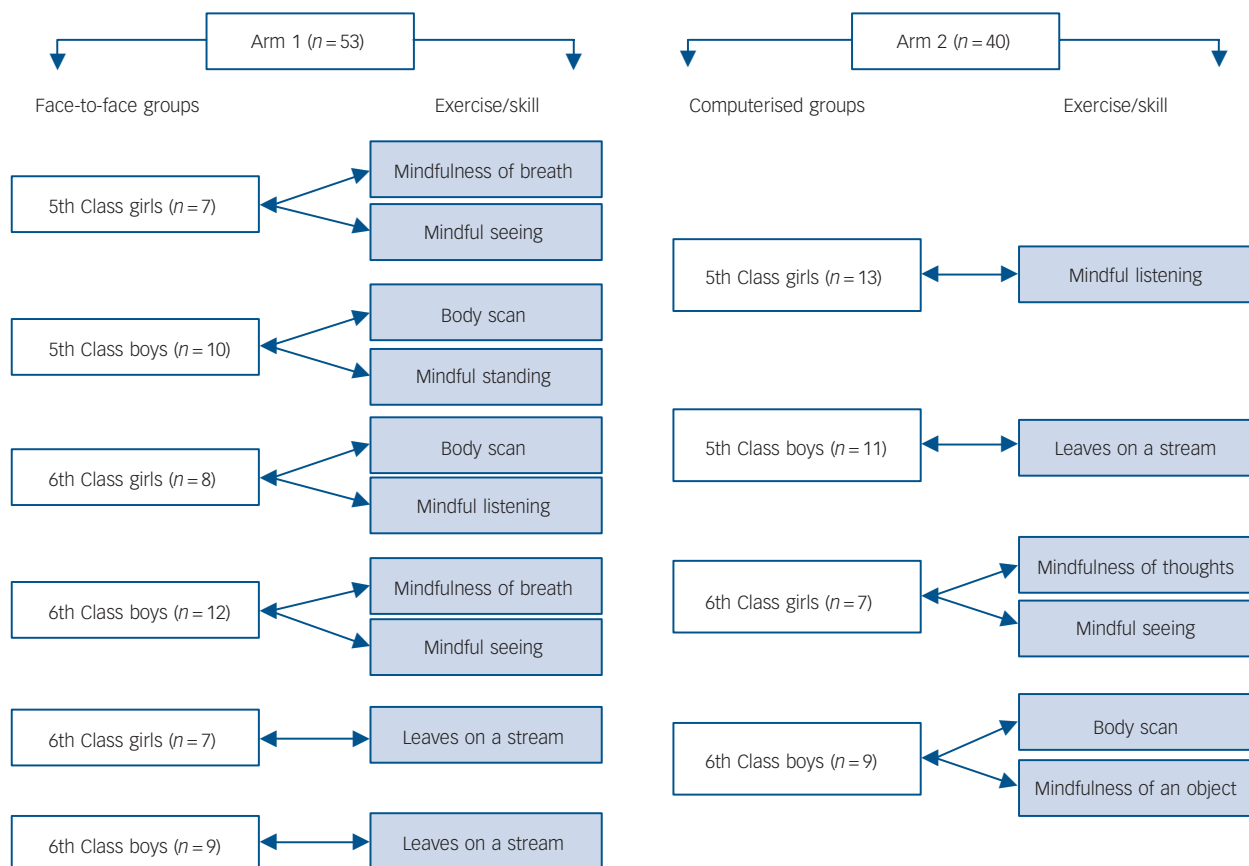 Arm 1 (n=53)
Face-to-face groups
Exercise/skill
5th Class girls (n=7)
Mindfulness of breath
Mindful seeing
5th Class boys (n=10)
Body scan
Mindful standing
6th Class girls (n=8)
Body scan
Mindful listening
6th Class boys (n=12)
Mindfulness of breath
Mindful seeing
6th Class girls (n=7)
Leaves on a stream
6th Class boys (n=9)
Leaves on a stream
Arm 2 (n=40)
Computerised groups
Exercise/skill
5th Class girls (n=13)
Mindful listening
5th Class boys (n=11)
Leaves on a stream
6th Class girls (n=7)
Mindfulness of thoughts
Mindful seeing
6th Class boys (n=9)
Body scan
Mindfulness of an object